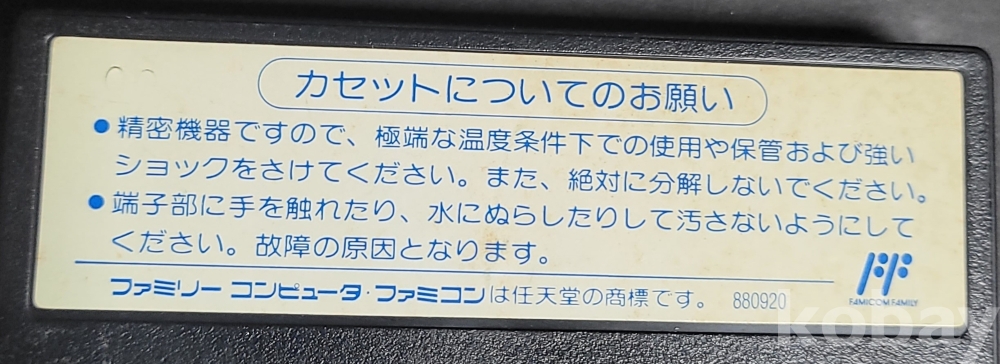 カセットについてのお願い
●精密機器ですので、極端な温度条件下での使用や保管および強い
ショックをさけてください。また、絶対に分解しないでください。
●端子部に手を触れたり、水にぬらしたりして汚さないようにして
ください。故障の原因となります。
FF
FAMICOM FAMILY
ファミリー コンピュータ・ファミコンは任天堂の商標です。 880920
kobay